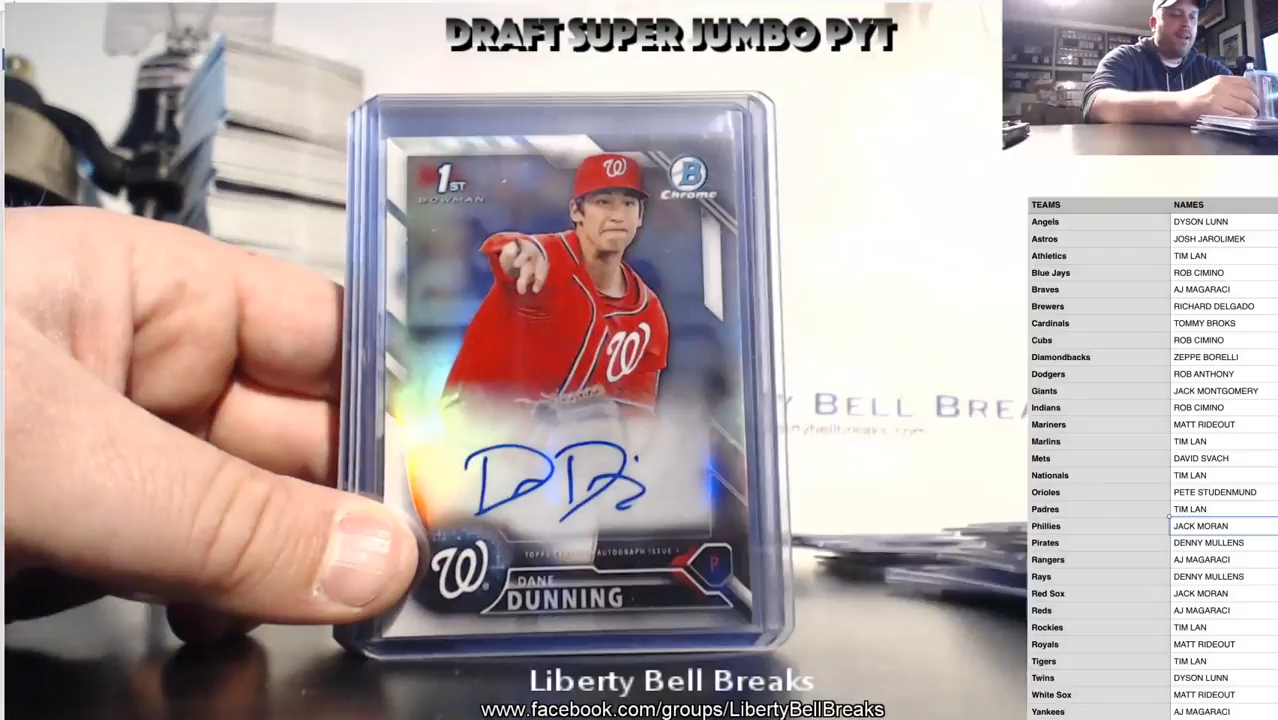 DRAFT SUPER JUMBO PYT
1ST
BOWMAN
B
Chrome
W
W
BELL BREA
W
TOPPS AUTOGRAPH ISSUE
P
DANE
DUNNING
Liberty Bell Breaks
www.facebook.com/groups/LibertyBellBreaks
TEAMS NAMES
Angels DYSON LUNN
Astros JOSH JAROLIMEK
Athletics TIM LAN
Blue Jays ROB CIMINO
Braves AJ MAGARACI
Brewers RICHARD DELGADO
Cardinals TOMMY BROKS
Cubs ROB CIMINO
Diamondbacks ZEPPE BORELLI
Dodgers ROB ANTHONY
Giants JACK MONTGOMERY
Indians ROB CIMINO
Mariners MATT RIDEOUT
Marlins TIM LAN
Mets DAVID SVACH
Nationals TIM LAN
Orioles PETE STUDENMUND
Padres TIM LAN
Phillies JACK MORAN
Pirates DENNY MULLENS
Rangers AJ MAGARACI
Rays DENNY MULLENS
Red Sox JACK MORAN
Reds AJ MAGARACI
Rockies TIM LAN
Royals MATT RIDEOUT
Tigers TIM LAN
Twins DYSON LUNN
White Sox MATT RIDEOUT
Yankees AJ MAGARACI